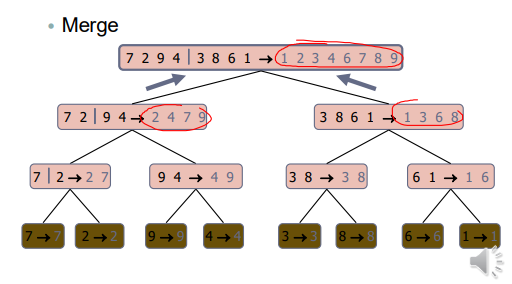 • Merge
7 2 9 4 | 3 8 6 1 → 1 2 3 4 6 7 8 9
7 2 | 9 4 → 2 4 7 9
3 8 6 1 → 1 3 6 8
7 | 2 → 2 7
9 4 → 4 9
3 8 → 3 8
6 1 → 1 6
7 → 7
2 → 2
9 → 9
4 → 4
3 → 3
8 → 8
6 → 6
1 → 1